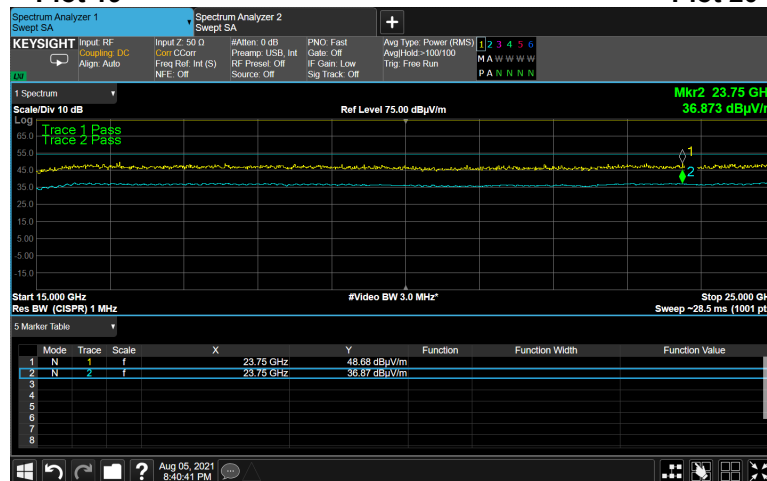 Spectrum Analyzer 1
Swept SA
Spectrum Analyzer 2
Swept SA
+
KEYSIGHT
Input: RF
Coupling: DC
Align: Auto
Input Z: 50 Ω
Corr CCorr
Freq Ref: Int (S)
NFE: Off
#Atten: 0 dB
Preamp: USB, Int
RF Presel: Off
Source: Off
PNO: Fast
Gate: Off
IF Gain: Low
Sig Track: Off
Avg Type: Power (RMS)
Avg|Hold:>100/100
Trig: Free Run
1 2 3 4 5 6
M A W W W W
P A N N N N
LXI
1 Spectrum
Scale/Div 10 dB
Ref Level 75.00 dBµV/m
Mkr2 23.75 GH
36.873 dBµV/
Log
Trace 1 Pass
Trace 2 Pass
65.0
55.0
45.0
35.0
25.0
15.0
5.00
-5.00
-15.0
1
2
Start 15.000 GHz
#Video BW 3.0 MHz*
Stop 25.000 GH
Res BW (CISPR) 1 MHz
Sweep ~28.5 ms (1001 pt
5 Marker Table
Mode Trace Scale X Y Function Function Width Function Value
1 N 1 f 23.75 GHz 48.68 dBµV/m
2 N 2 f 23.75 GHz 36.87 dBµV/m
3
4
5
6
7
8
?
Aug 05, 2021
8:40:41 PM